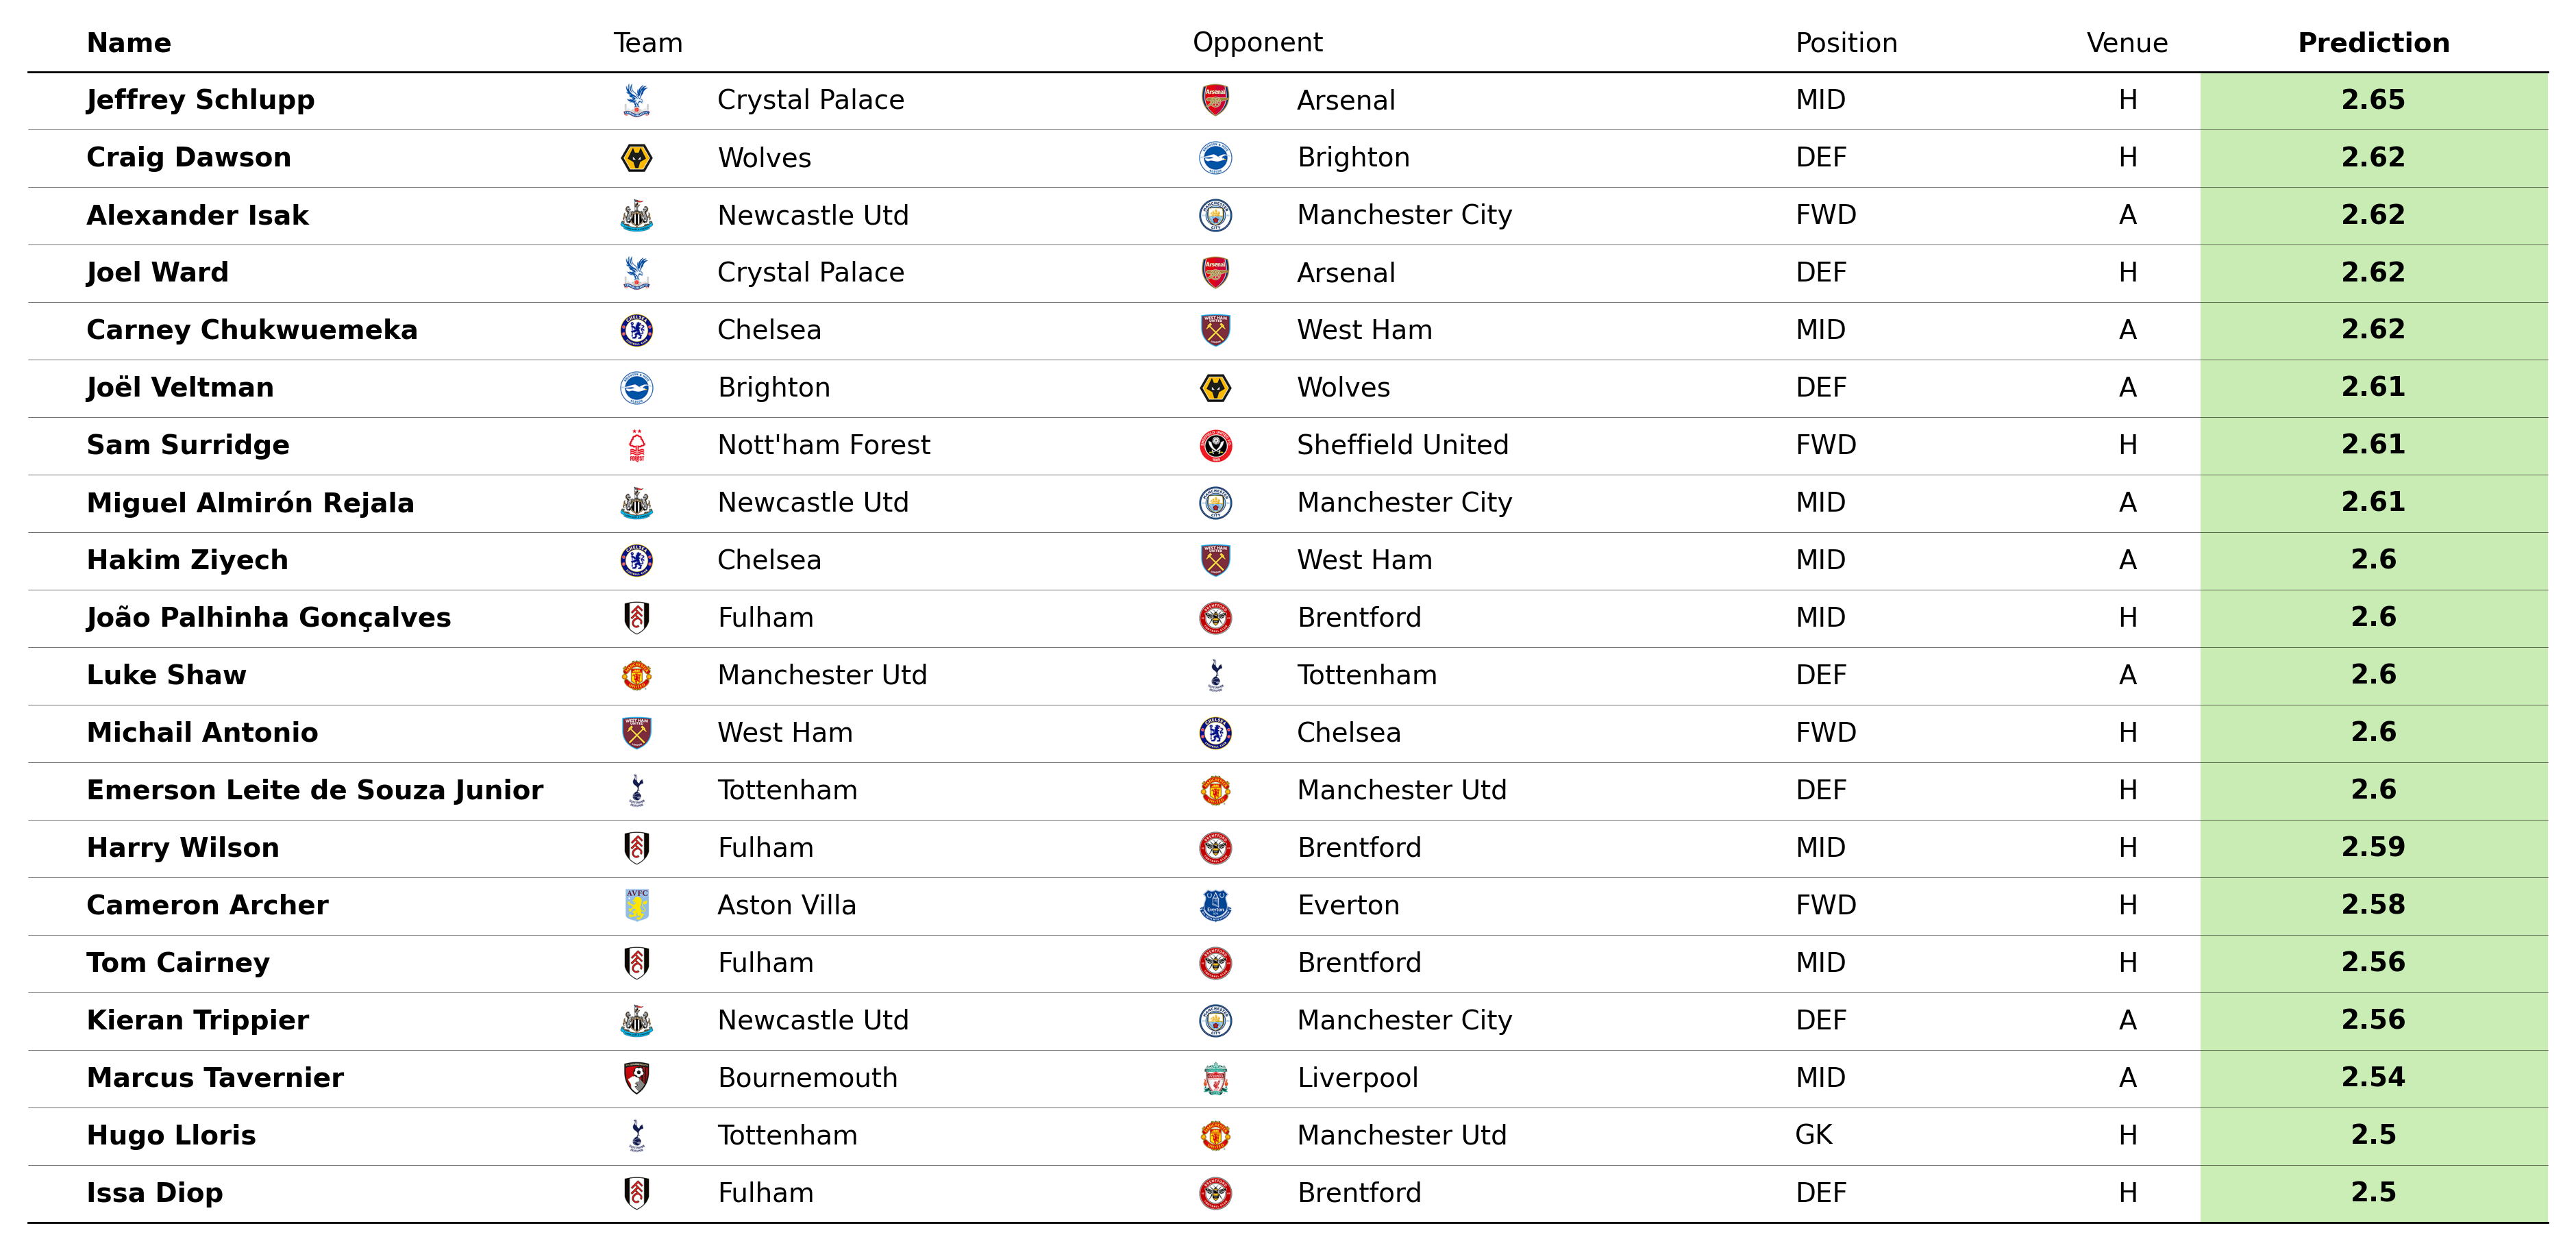 Name Team Opponent Position Venue Prediction
Jeffrey Schlupp Crystal Palace Arsenal MID H 2.65
Craig Dawson Wolves Brighton DEF H 2.62
Alexander Isak Newcastle Utd Manchester City FWD A 2.62
Joel Ward Crystal Palace Arsenal DEF H 2.62
Carney Chukwuemeka Chelsea West Ham MID A 2.62
Joël Veltman Brighton Wolves DEF A 2.61
Sam Surridge Nott'ham Forest Sheffield United FWD H 2.61
Miguel Almirón Rejala Newcastle Utd Manchester City MID A 2.61
Hakim Ziyech Chelsea West Ham MID A 2.6
João Palhinha Gonçalves Fulham Brentford MID H 2.6
Luke Shaw Manchester Utd Tottenham DEF A 2.6
Michail Antonio West Ham Chelsea FWD H 2.6
Emerson Leite de Souza Junior Tottenham Manchester Utd DEF H 2.6
Harry Wilson Fulham Brentford MID H 2.59
Cameron Archer Aston Villa Everton FWD H 2.58
Tom Cairney Fulham Brentford MID H 2.56
Kieran Trippier Newcastle Utd Manchester City DEF A 2.56
Marcus Tavernier Bournemouth Liverpool MID A 2.54
Hugo Lloris Tottenham Manchester Utd GK H 2.5
Issa Diop Fulham Brentford DEF H 2.5